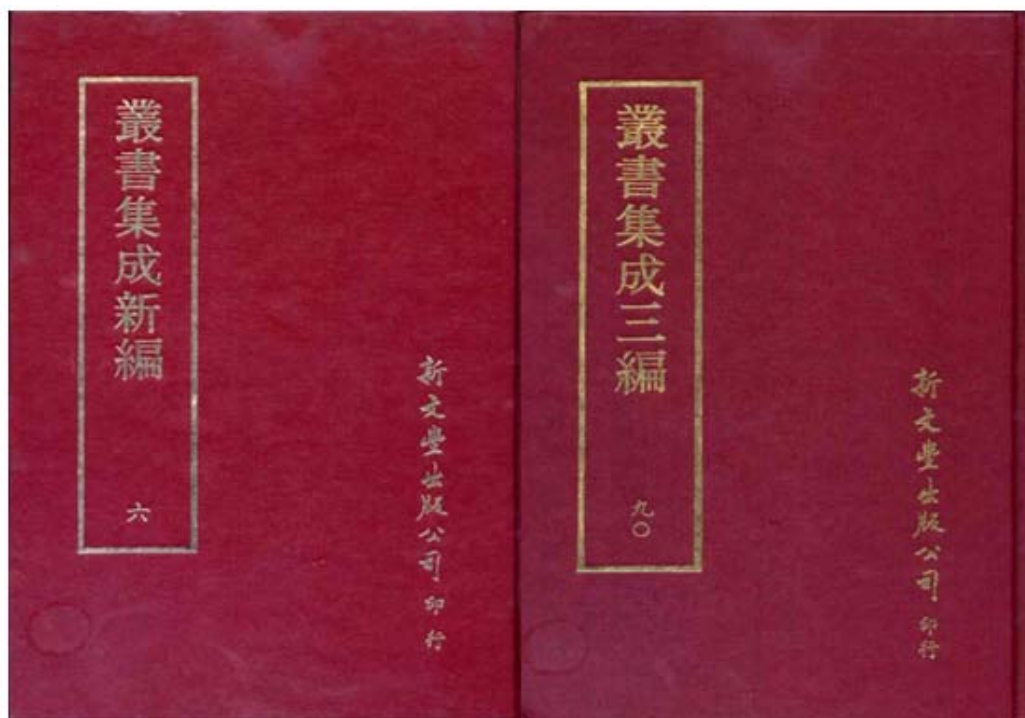 叢書集成新編
六
新文豐出版公司 印行
叢書集成三編
九〇
新文豐出版公司 印行